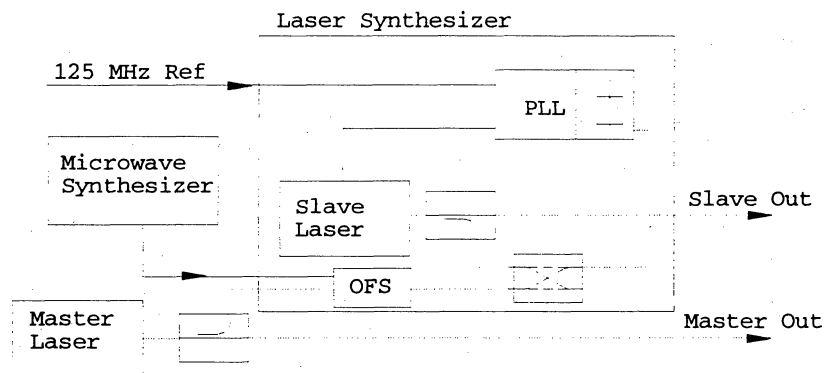 Laser Synthesizer
125 MHz Ref
PLL
Microwave
Synthesizer
Slave
Laser
Slave Out
OFS
Master
Laser
Master Out